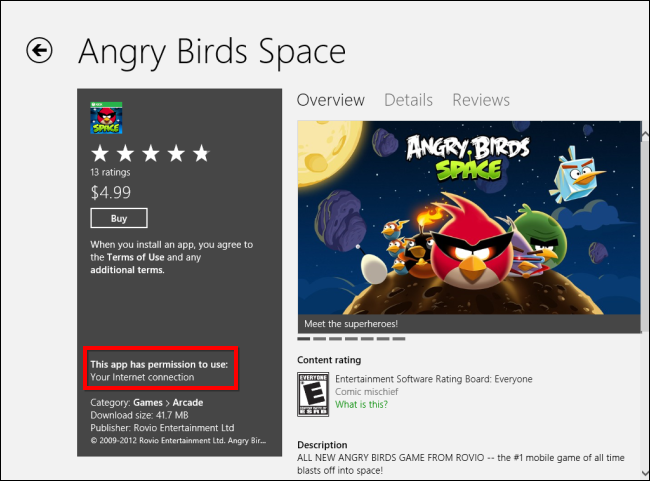 Angry Birds Space
SPACE
13 ratings
$4.99
Buy
When you install an app, you agree to
the Terms of Use and any
additional terms.
This app has permission to use:
Your Internet connection
Category: Games > Arcade
Download size: 41.7 MB
Publisher: Rovio Entertainment Ltd
© 2009-2012 Rovio Entertainment Ltd. Angry Bir...
Overview Details Reviews
ANGRY BIRDS
SPACE
Meet the superheroes!
Content rating
EVERYONE
E
ESRB
Entertainment Software Rating Board: Everyone
Comic mischief
What is this?
Description
ALL NEW ANGRY BIRDS GAME FROM ROVIO -- the #1 mobile game of all time
blasts off into space!